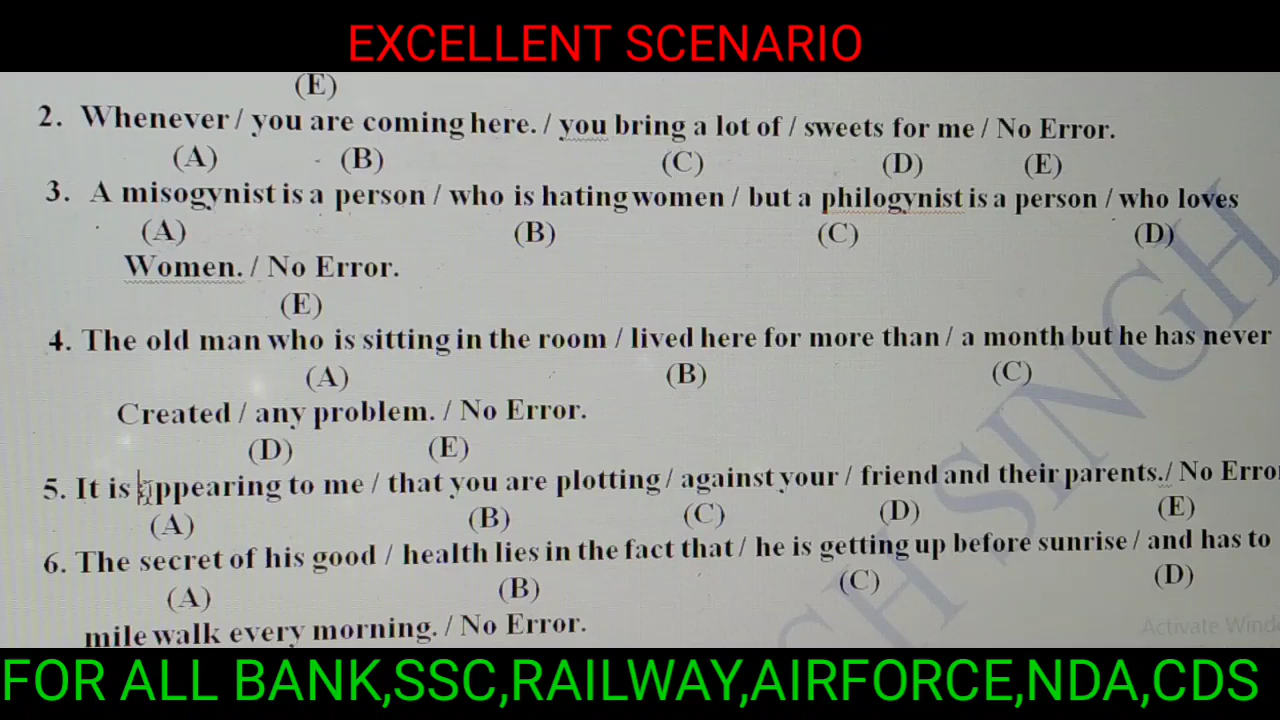 EXCELLENT SCENARIO
(E)
2. Whenever / you are coming here. / you bring a lot of / sweets for me / No Error.
(A) (B) (C) (D) (E)
3. A misogynist is a person / who is hating women / but a philogynist is a person / who loves
(A) (B) (C) (D)
Women. / No Error.
(E)
4. The old man who is sitting in the room / lived here for more than / a month but he has never
(A) (B) (C)
Created / any problem. / No Error.
(D) (E)
5. It is appearing to me / that you are plotting / against your / friend and their parents./ No Erro
(A) (B) (C) (D) (E)
6. The secret of his good / health lies in the fact that / he is getting up before sunrise / and has to
(A) (B) (C) (D)
mile walk every morning. / No Error.
GH SINGH
Activate Wind
FOR ALL BANK,SSC,RAILWAY,AIRFORCE,NDA,CDS